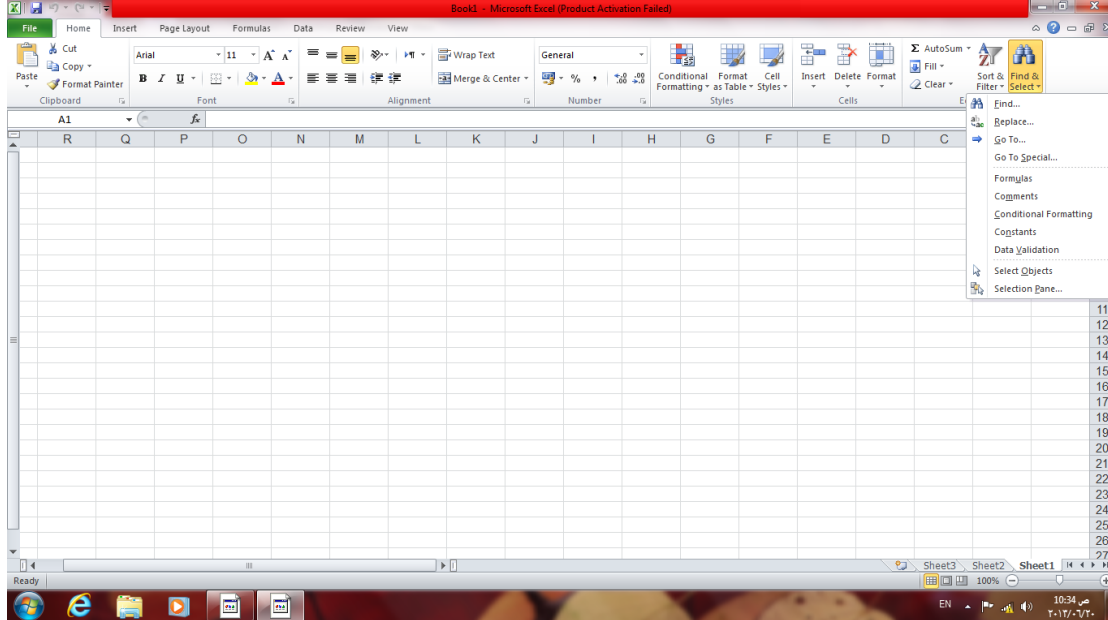 Book1 - Microsoft Excel (Product Activation Failed)
File Home Insert Page Layout Formulas Data Review View
Paste
Cut
Copy
Format Painter
Clipboard
Arial 11
B I U A
Font
Wrap Text
Merge & Center
Alignment
General
% ,
Number
Conditional Formatting
Format as Table
Cell Styles
Styles
Insert Delete Format
Cells
Σ AutoSum
Fill
Clear
Sort & Filter
Find & Select
A1 fx
R Q P O N M L K J I H G F E D C
Find...
Replace...
Go To...
Go To Special...
Formulas
Comments
Conditional Formatting
Constants
Data Validation
Select Objects
Selection Pane...
11
12
13
14
15
16
17
18
19
20
21
22
23
24
25
26
27
Sheet3 Sheet2 Sheet1
Ready 100%
EN
10:34 ص